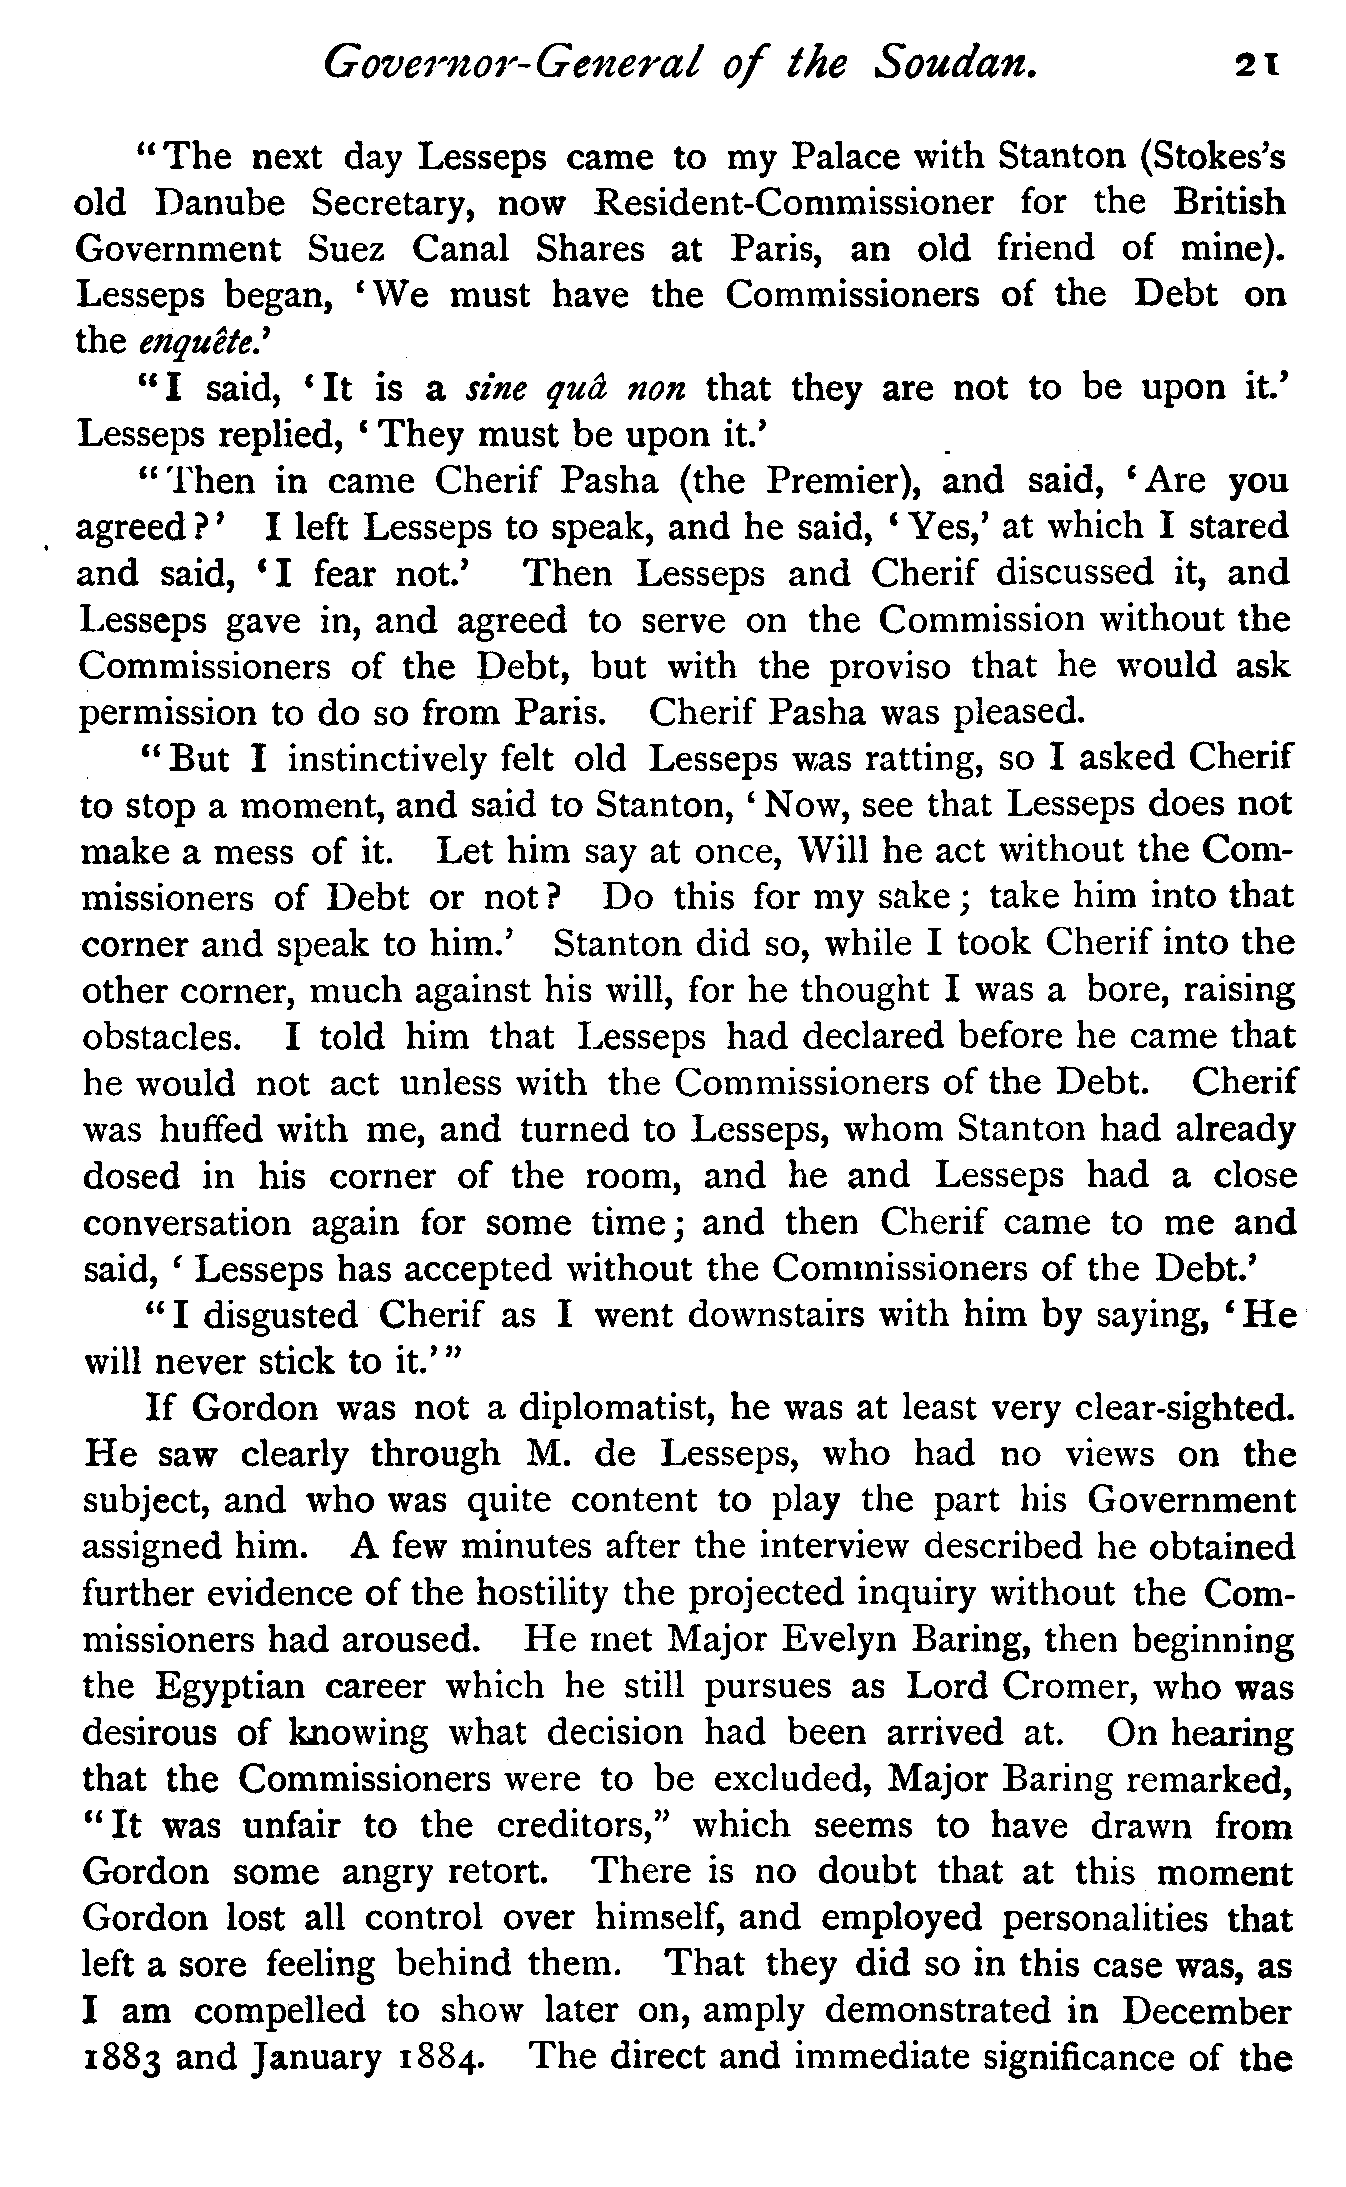 Governor-General of the Soudan. 21
“The next day Lesseps came to my Palace with Stanton (Stokes’s
old Danube Secretary, now Resident-Commissioner for the British
Government Suez Canal Shares at Paris, an old friend of mine).
Lesseps began, ‘We must have the Commissioners of the Debt on
the enquête.’
“I said, ‘It is a sine quâ non that they are not to be upon it.’
Lesseps replied, ‘They must be upon it.’
“Then in came Cherif Pasha (the Premier), and said, ‘Are you
agreed?’ I left Lesseps to speak, and he said, ‘Yes,’ at which I stared
and said, ‘I fear not.’ Then Lesseps and Cherif discussed it, and
Lesseps gave in, and agreed to serve on the Commission without the
Commissioners of the Debt, but with the proviso that he would ask
permission to do so from Paris. Cherif Pasha was pleased.
“But I instinctively felt old Lesseps was ratting, so I asked Cherif
to stop a moment, and said to Stanton, ‘Now, see that Lesseps does not
make a mess of it. Let him say at once, Will he act without the Com-
missioners of Debt or not? Do this for my sake; take him into that
corner and speak to him.’ Stanton did so, while I took Cherif into the
other corner, much against his will, for he thought I was a bore, raising
obstacles. I told him that Lesseps had declared before he came that
he would not act unless with the Commissioners of the Debt. Cherif
was huffed with me, and turned to Lesseps, whom Stanton had already
dosed in his corner of the room, and he and Lesseps had a close
conversation again for some time; and then Cherif came to me and
said, ‘Lesseps has accepted without the Commissioners of the Debt.’
“I disgusted Cherif as I went downstairs with him by saying, ‘He
will never stick to it.’”
If Gordon was not a diplomatist, he was at least very clear-sighted.
He saw clearly through M. de Lesseps, who had no views on the
subject, and who was quite content to play the part his Government
assigned him. A few minutes after the interview described he obtained
further evidence of the hostility the projected inquiry without the Com-
missioners had aroused. He met Major Evelyn Baring, then beginning
the Egyptian career which he still pursues as Lord Cromer, who was
desirous of knowing what decision had been arrived at. On hearing
that the Commissioners were to be excluded, Major Baring remarked,
“It was unfair to the creditors,” which seems to have drawn from
Gordon some angry retort. There is no doubt that at this moment
Gordon lost all control over himself, and employed personalities that
left a sore feeling behind them. That they did so in this case was, as
I am compelled to show later on, amply demonstrated in December
1883 and January 1884. The direct and immediate significance of the